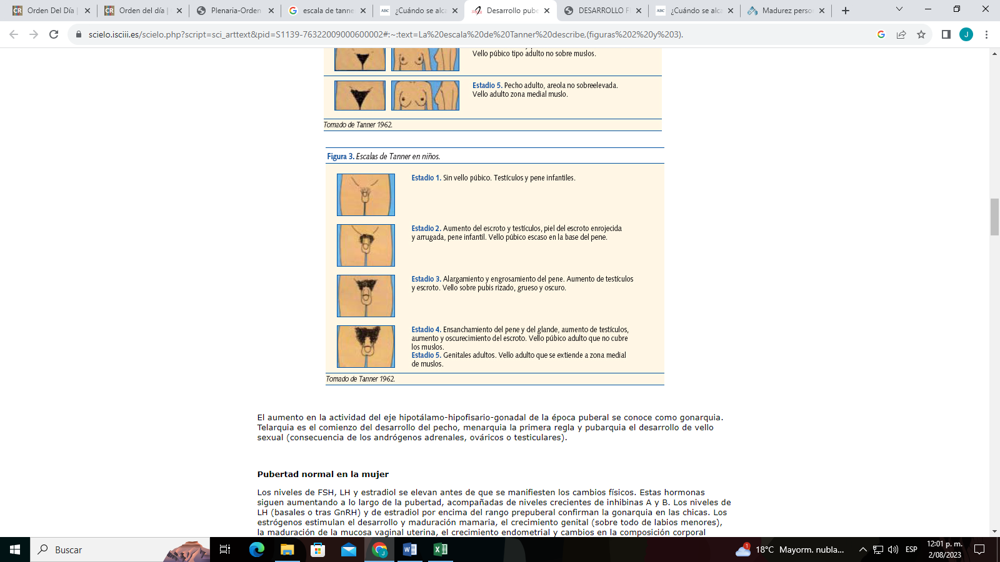 Orden Del Día |
Orden del día |
Plenaria-Orden
escala de tanne
¿Cuándo se alca
Desarrollo pube
DESARROLLO FI
¿Cuándo se alca
Madurez perso
scielo.isciii.es/scielo.php?script=sci_arttext&pid=S1139-76322009000600002#:~:text=La%20escala%20de%20Tanner%20describe,(figuras%202%20y%203).
J
Vello púbico tipo adulto no sobre muslos.
Estadio 5. Pecho adulto, areola no sobreelevada.
Vello adulto zona medial muslo.
Tomado de Tanner 1962.
Figura 3. Escalas de Tanner en niños.
Estadio 1. Sin vello púbico. Testículos y pene infantiles.
Estadio 2. Aumento del escroto y testículos, piel del escroto enrojecida
y arrugada, pene infantil. Vello púbico escaso en la base del pene.
Estadio 3. Alargamiento y engrosamiento del pene. Aumento de testículos
y escroto. Vello sobre pubis rizado, grueso y oscuro.
Estadio 4. Ensanchamiento del pene y del glande, aumento de testículos,
aumento y oscurecimiento del escroto. Vello púbico adulto que no cubre
los muslos.
Estadio 5. Genitales adultos. Vello adulto que se extiende a zona medial
de muslos.
Tomado de Tanner 1962.
El aumento en la actividad del eje hipotálamo-hipofisario-gonadal de la época puberal se conoce como gonarquia.
Telarquia es el comienzo del desarrollo del pecho, menarquia la primera regla y pubarquia el desarrollo de vello
sexual (consecuencia de los andrógenos adrenales, ováricos o testiculares).
Pubertad normal en la mujer
Los niveles de FSH, LH y estradiol se elevan antes de que se manifiesten los cambios físicos. Estas hormonas
siguen aumentando a lo largo de la pubertad, acompañadas de niveles crecientes de inhibinas A y B. Los niveles de
LH (basales o tras GnRH) y de estradiol por encima del rango prepuberal confirman la gonarquia en las chicas. Los
estrógenos estimulan el desarrollo y maduración mamaria, el crecimiento genital (sobre todo de labios menores),
la maduración de la mucosa vaginal uterina, el crecimiento endometrial y cambios en la composición corporal
Buscar
1
18°C Mayorm. nubla...
ESP
12:01 p. m.
2/08/2023